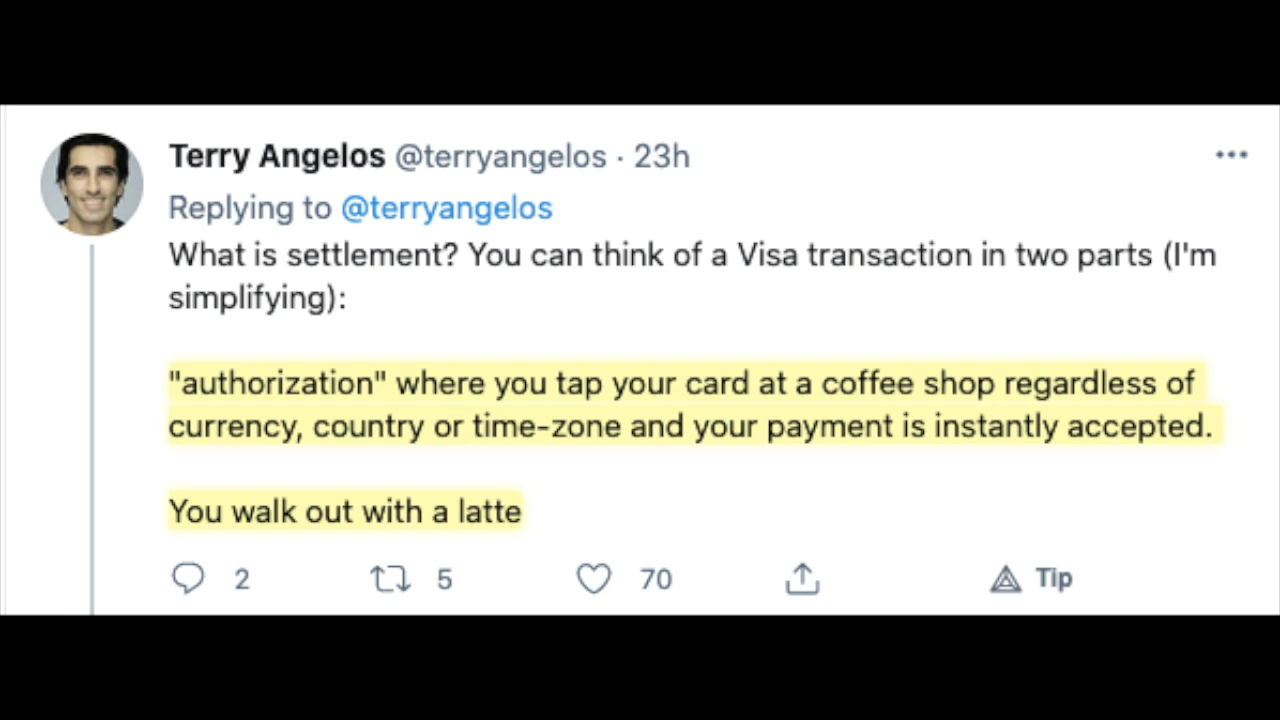 Terry Angelos @terryangelos · 23h
Replying to @terryangelos
What is settlement? You can think of a Visa transaction in two parts (I'm
simplifying):
"authorization" where you tap your card at a coffee shop regardless of
currency, country or time-zone and your payment is instantly accepted.
You walk out with a latte
2 5 70 Tip